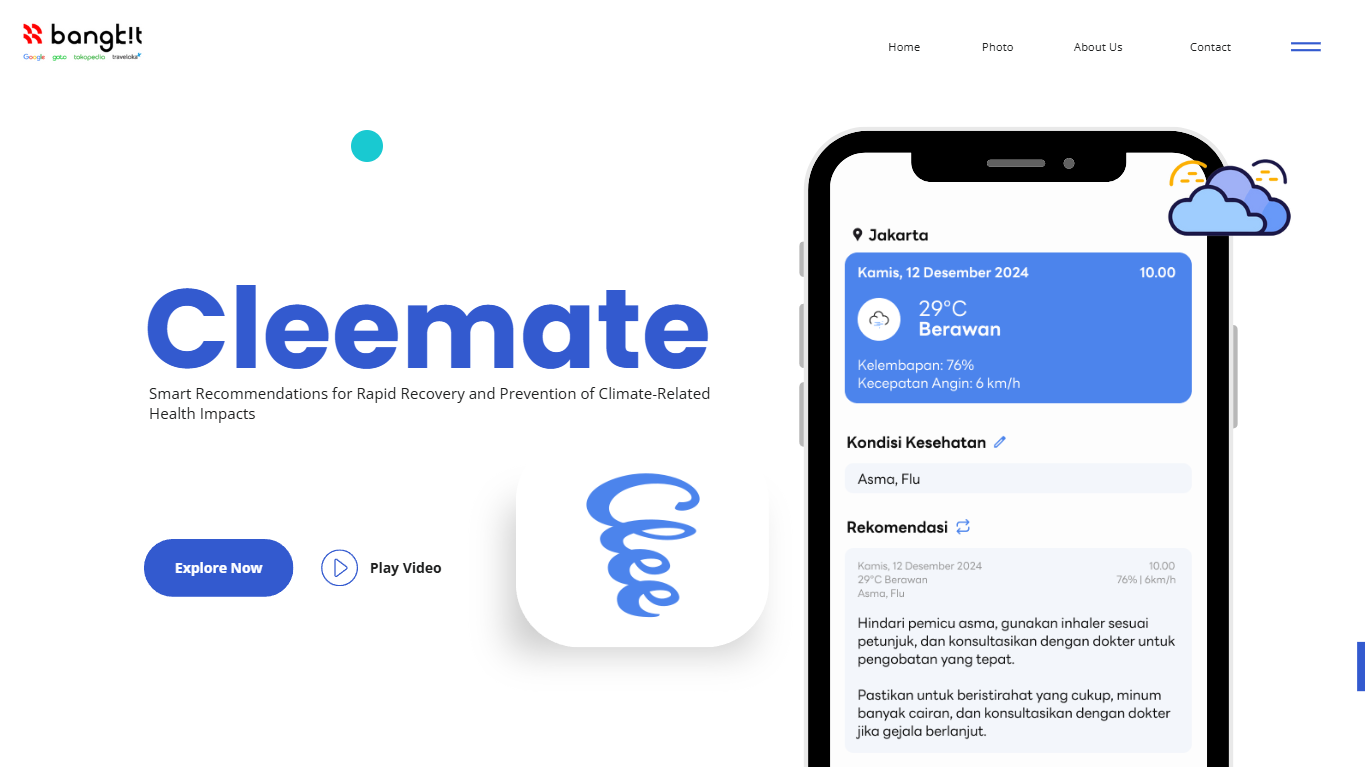 bangk!t
Google goto tokopedia traveloka
Home Photo About Us Contact
Cleemate
Smart Recommendations for Rapid Recovery and Prevention of Climate-Related
Health Impacts
Explore Now
Play Video
Jakarta
Kamis, 12 Desember 2024 10.00
29°C
Berawan
Kelembapan: 76%
Kecepatan Angin: 6 km/h
Kondisi Kesehatan
Asma, Flu
Rekomendasi
Kamis, 12 Desember 2024 10.00
29°C Berawan 76% | 6km/h
Asma, Flu
Hindari pemicu asma, gunakan inhaler sesuai
petunjuk, dan konsultasikan dengan dokter untuk
pengobatan yang tepat.
Pastikan untuk beristirahat yang cukup, minum
banyak cairan, dan konsultasikan dengan dokter
jika gejala berlanjut.